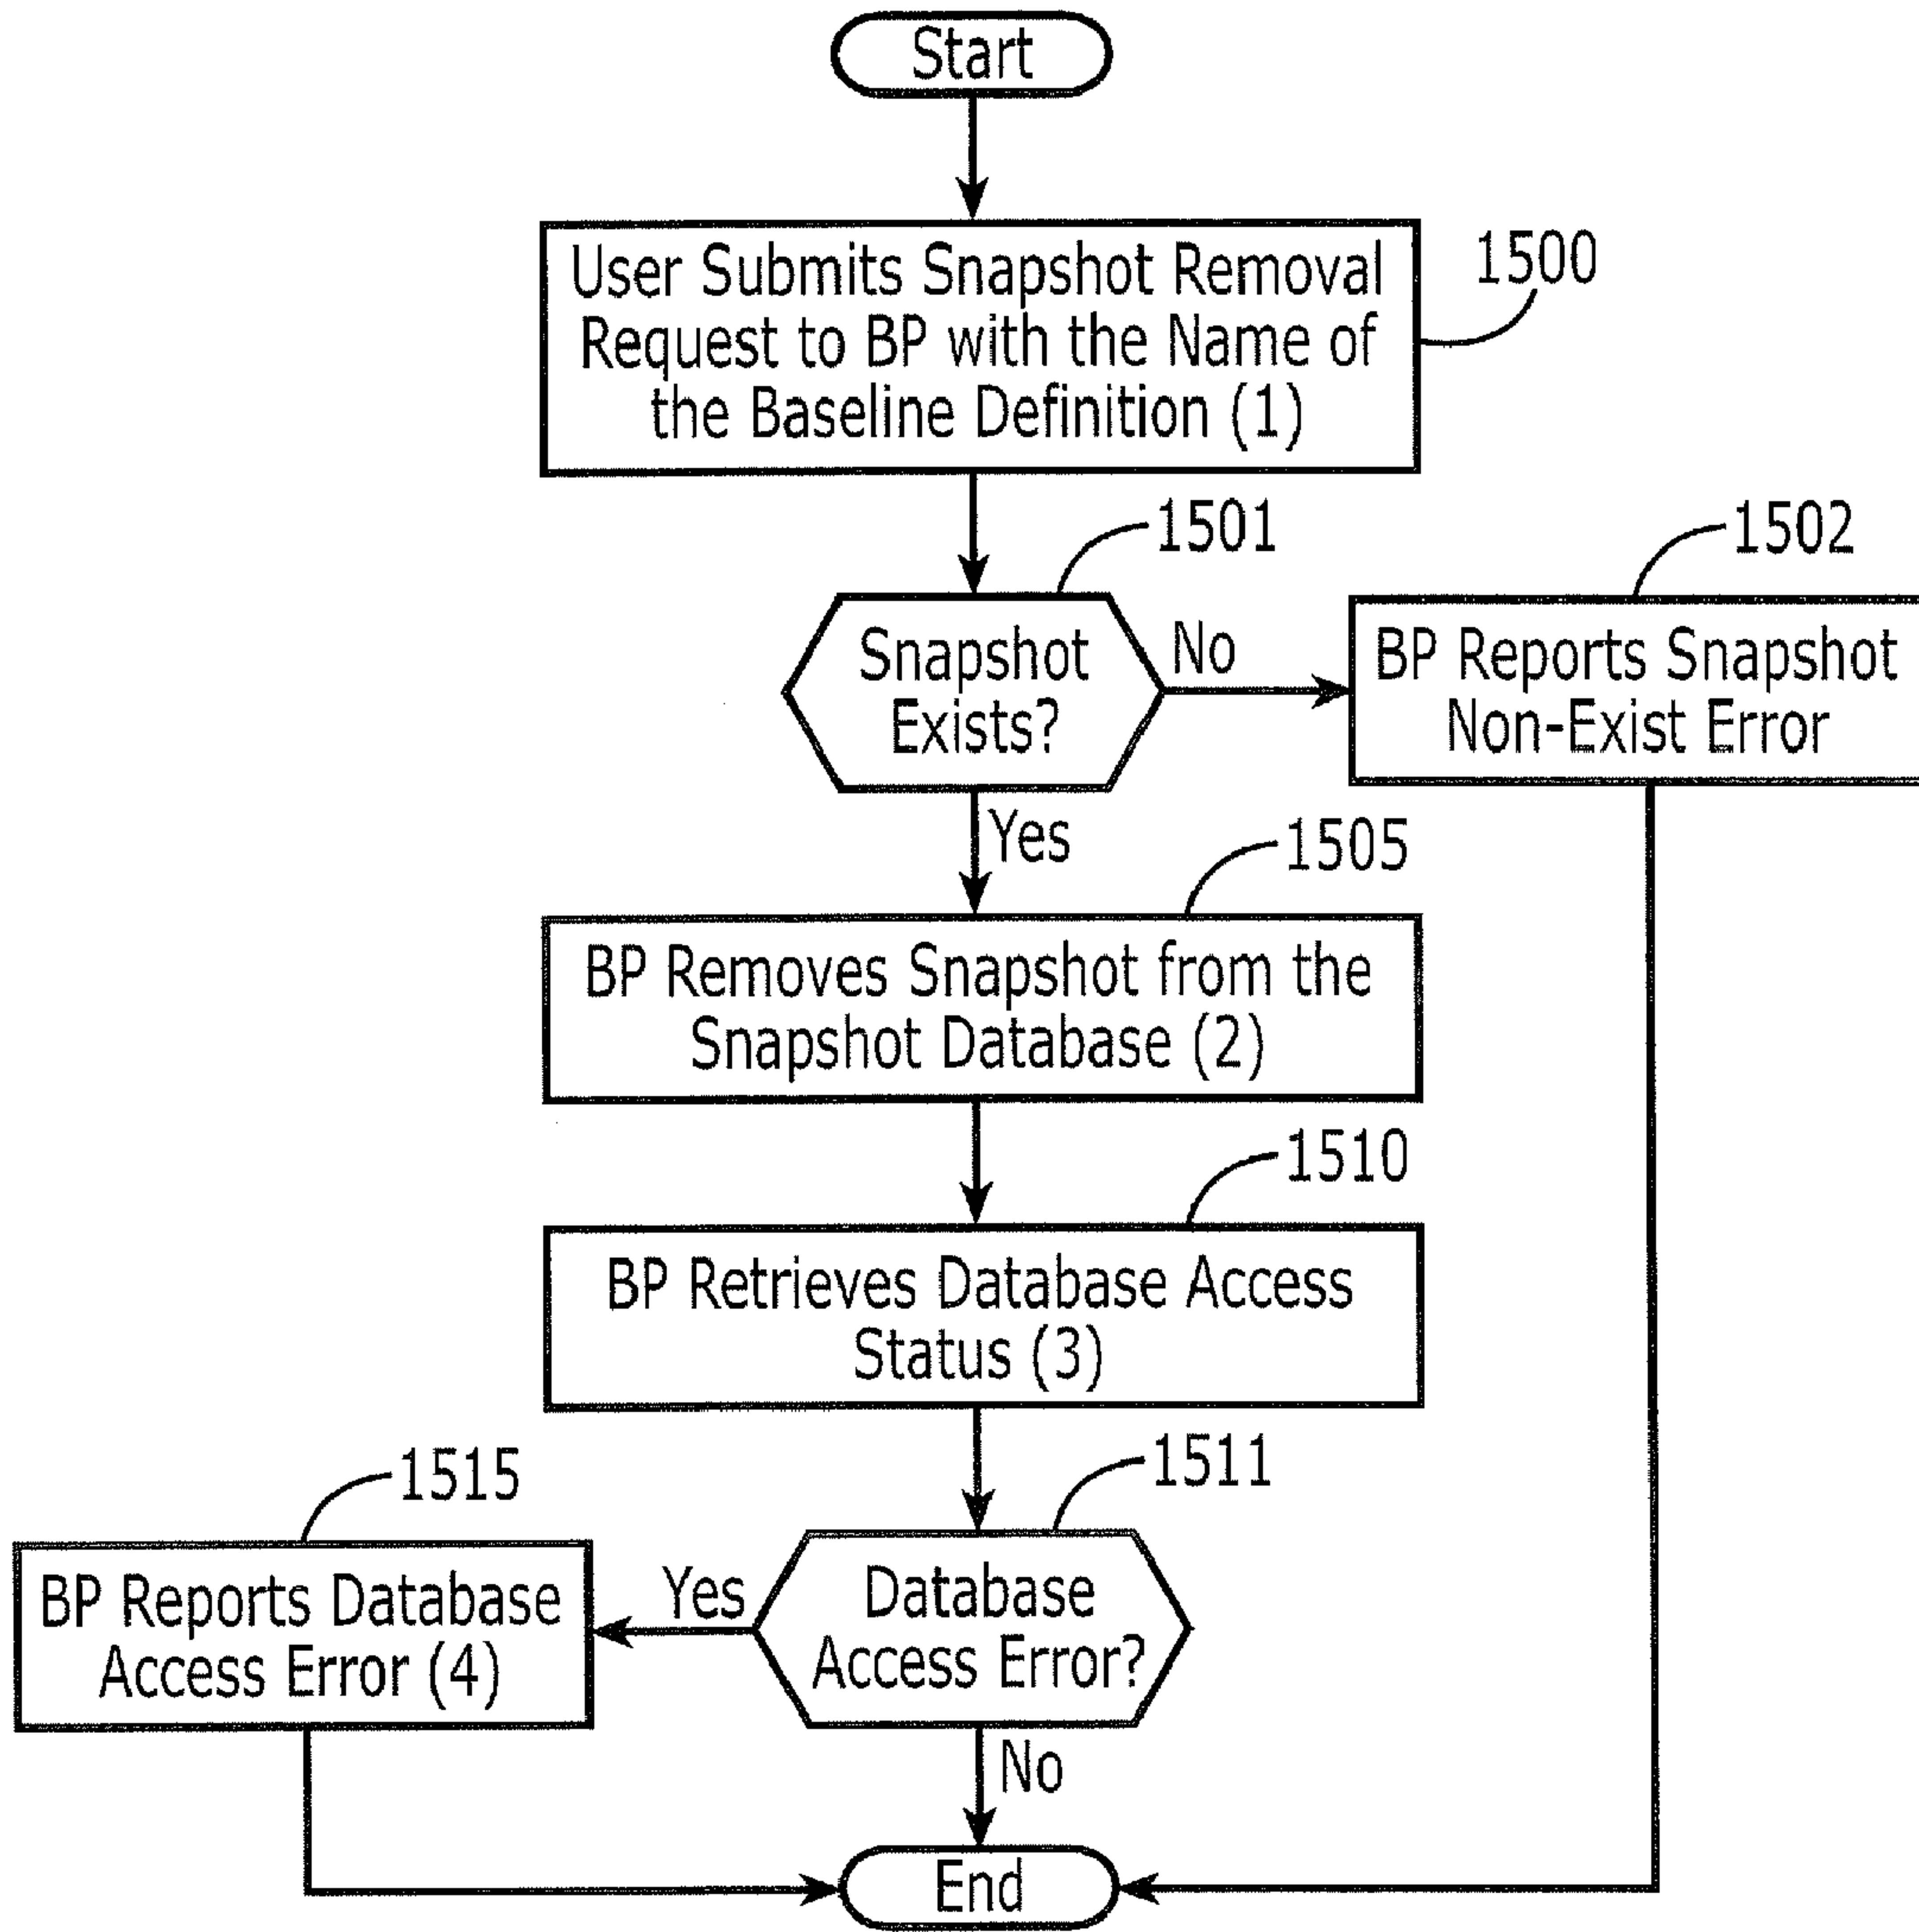 Start
User Submits Snapshot Removal
Request to BP with the Name of
the Baseline Definition (1)
1500
1501
1502
Snapshot
Exists?
No
BP Reports Snapshot
Non-Exist Error
Yes
1505
BP Removes Snapshot from the
Snapshot Database (2)
1510
BP Retrieves Database Access
Status (3)
1515
1511
BP Reports Database
Access Error (4)
Yes
Database
Access Error?
No
End